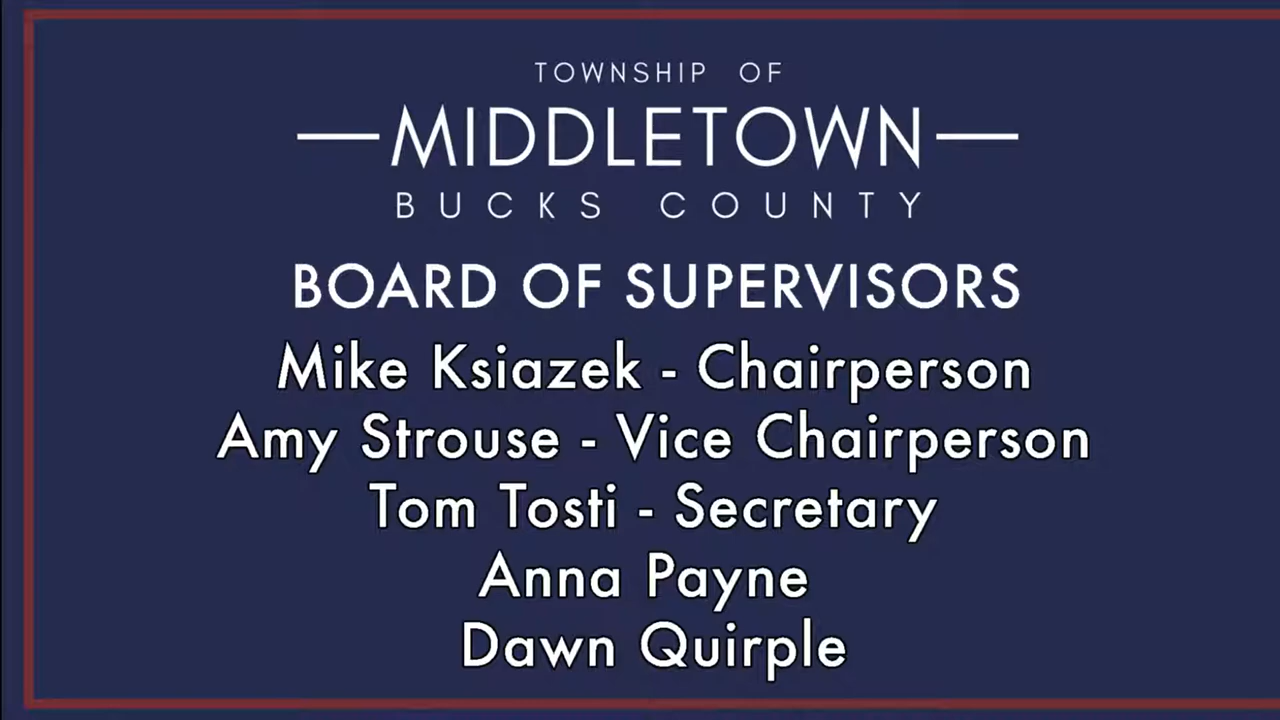 TOWNSHIP OF
MIDDLETOWN
BUCKS COUNTY
BOARD OF SUPERVISORS
Mike Ksiazek - Chairperson
Amy Strouse - Vice Chairperson
Tom Tosti - Secretary
Anna Payne
Dawn Quirple